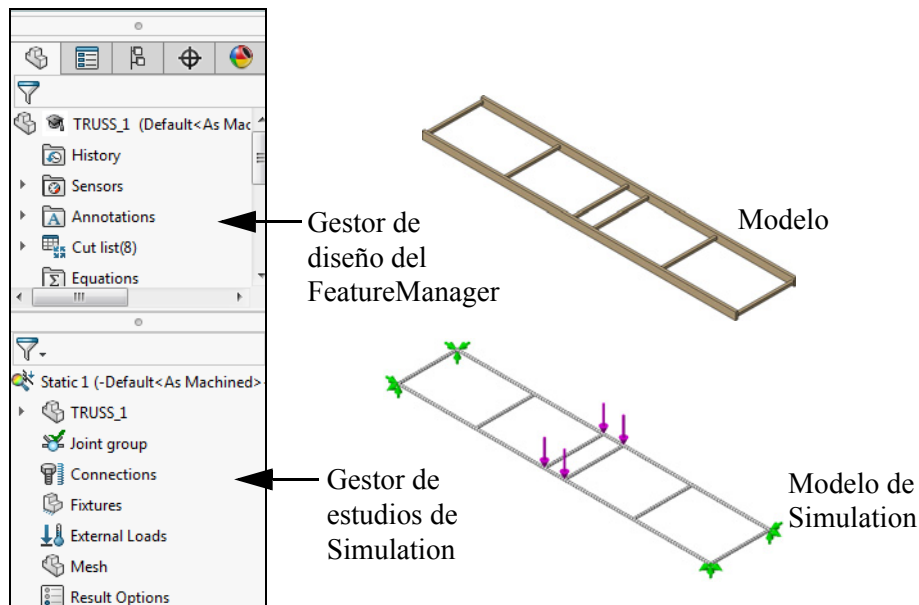 TRUSS_1 (Default<As Mac
History
Sensors
Annotations
Cut list(8)
Equations
Static 1 (-Default<As Machined>
TRUSS_1
Joint group
Connections
Fixtures
External Loads
Mesh
Result Options
Gestor de
diseño del
FeatureManager
Modelo
Gestor de
estudios de
Simulation
Modelo de
Simulation